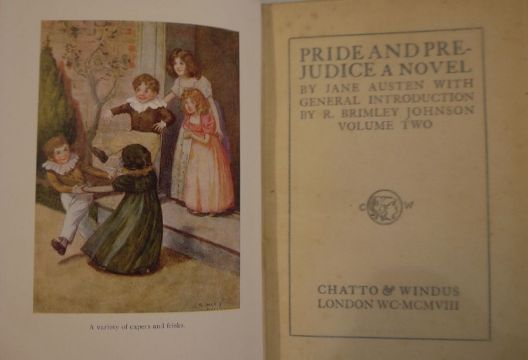 A variety of capers and frisks.
PRIDE AND PRE-
JUDICE A NOVEL
BY JANE AUSTEN WITH
GENERAL INTRODUCTION
BY R. BRIMLEY JOHNSON
VOLUME TWO
C W
CHATTO & WINDUS
LONDON WC·MCMVIII